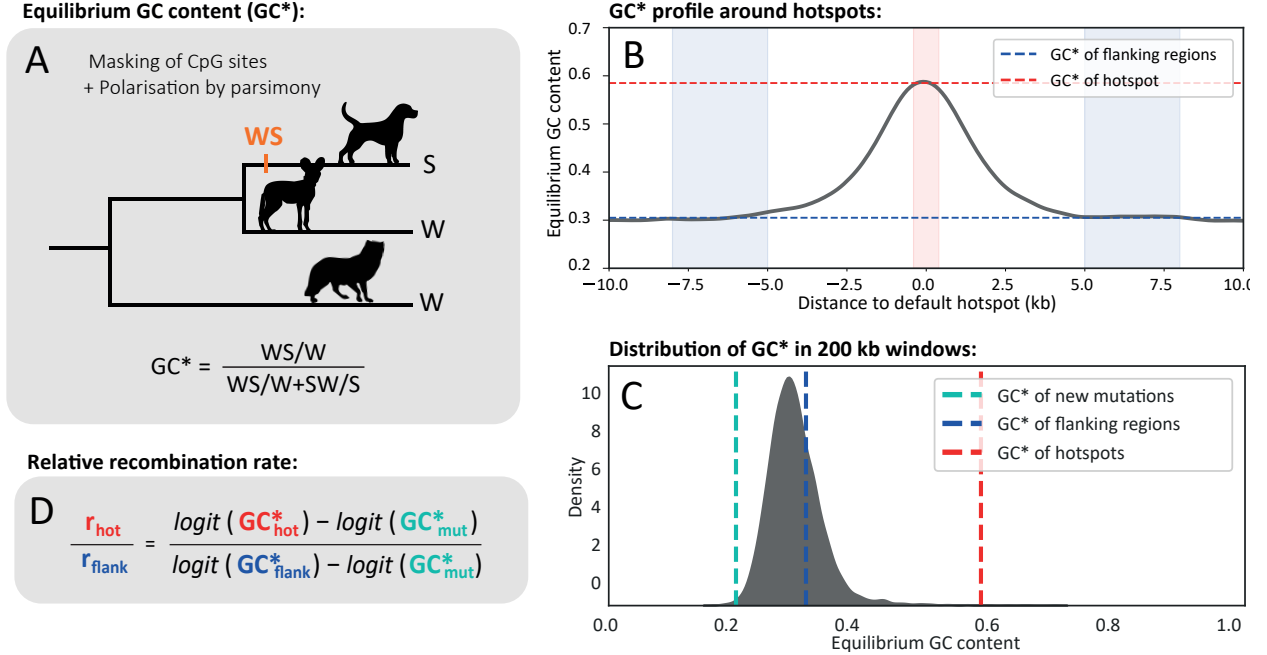 Equilibrium GC content (GC*):
A
Masking of CpG sites
+ Polarisation by parsimony
WS
S
W
W
GC* = WS/W
WS/W+SW/S
Relative recombination rate:
D
r_hot = logit ( GC*_hot ) − logit ( GC*_mut )
r_flank logit ( GC*_flank ) − logit ( GC*_mut )
GC* profile around hotspots:
B
GC* of flanking regions
GC* of hotspot
Equilibrium GC content
0.7
0.6
0.5
0.4
0.3
0.2
−10.0 −7.5 −5.0 −2.5 0.0 2.5 5.0 7.5 10.0
Distance to default hotspot (kb)
Distribution of GC* in 200 kb windows:
C
GC* of new mutations
GC* of flanking regions
GC* of hotspots
Density
10
8
6
4
2
0
0.0 0.2 0.4 0.6 0.8 1.0
Equilibrium GC content